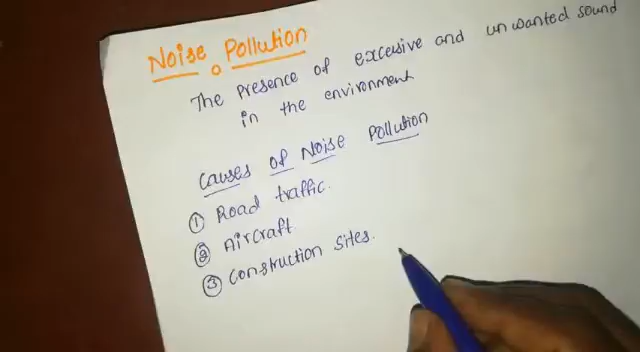 Noise Pollution
The presence of excessive and unwanted sound
in the environment
Causes of Noise Pollution
① Road traffic.
② Aircraft.
③ Construction sites.